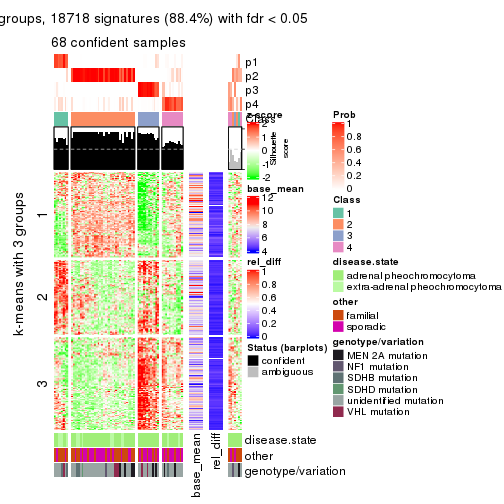 groups, 18718 signatures (88.4%) with fdr < 0.05
68 confident samples
p1
p2
p3
p4
Class
z-score
2
1
0
-1
-2
Silhouette
score
base_mean
12
10
8
6
4
rel_diff
1
0.8
0.6
0.4
0.2
0
Status (barplots)
confident
ambiguous
Prob
1
0.8
0.6
0.4
0.2
0
Class
1
2
3
4
disease.state
adrenal pheochromocytoma
extra-adrenal pheochromocytoma
other
familial
sporadic
genotype/variation
MEN 2A mutation
NF1 mutation
SDHB mutation
SDHD mutation
unidentified mutation
VHL mutation
k-means with 3 groups
1
2
3
disease.state
other
genotype/variation
base_mean
rel_diff